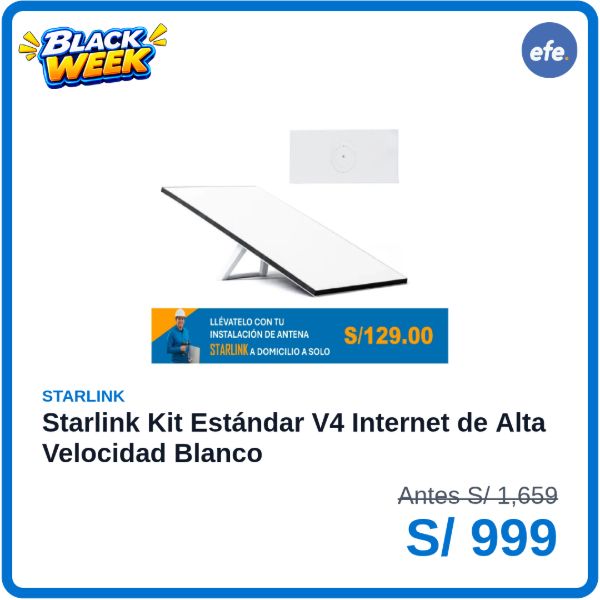 BLACK
WEEK
efe.
LLÉVATELO CON TU
INSTALACIÓN DE ANTENA
STARLINK A DOMICILIO A SOLO
S/129.00
STARLINK
Starlink Kit Estándar V4 Internet de Alta
Velocidad Blanco
Antes S/ 1,659
S/ 999